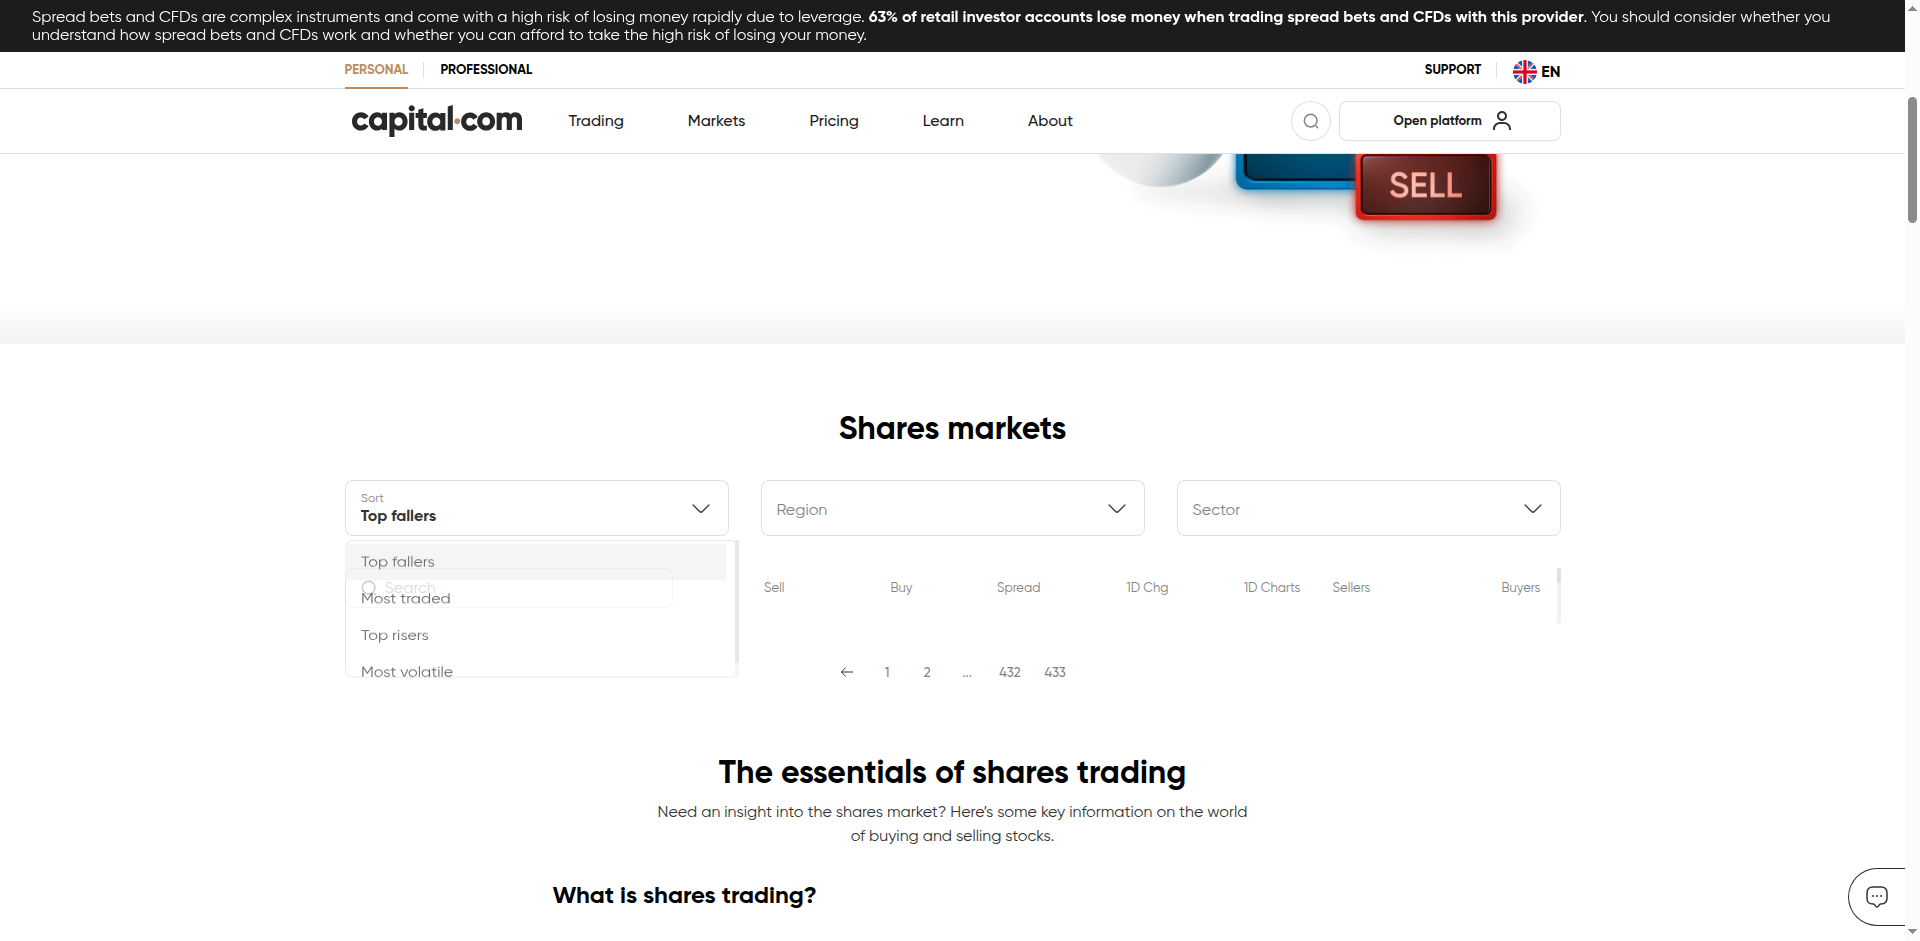 Spread bets and CFDs are complex instruments and come with a high risk of losing money rapidly due to leverage. 63% of retail investor accounts lose money when trading spread bets and CFDs with this provider. You should consider whether you
understand how spread bets and CFDs work and whether you can afford to take the high risk of losing your money.
PERSONAL PROFESSIONAL SUPPORT EN
capital.com Trading Markets Pricing Learn About Open platform
SELL
Shares markets
Sort
Top fallers
Region
Sector
Top fallers
Search
Most traded
Top risers
Most volatile
Sell Buy Spread 1D Chg 1D Charts Sellers Buyers
1 2 ... 432 433
The essentials of shares trading
Need an insight into the shares market? Here's some key information on the world
of buying and selling stocks.
What is shares trading?